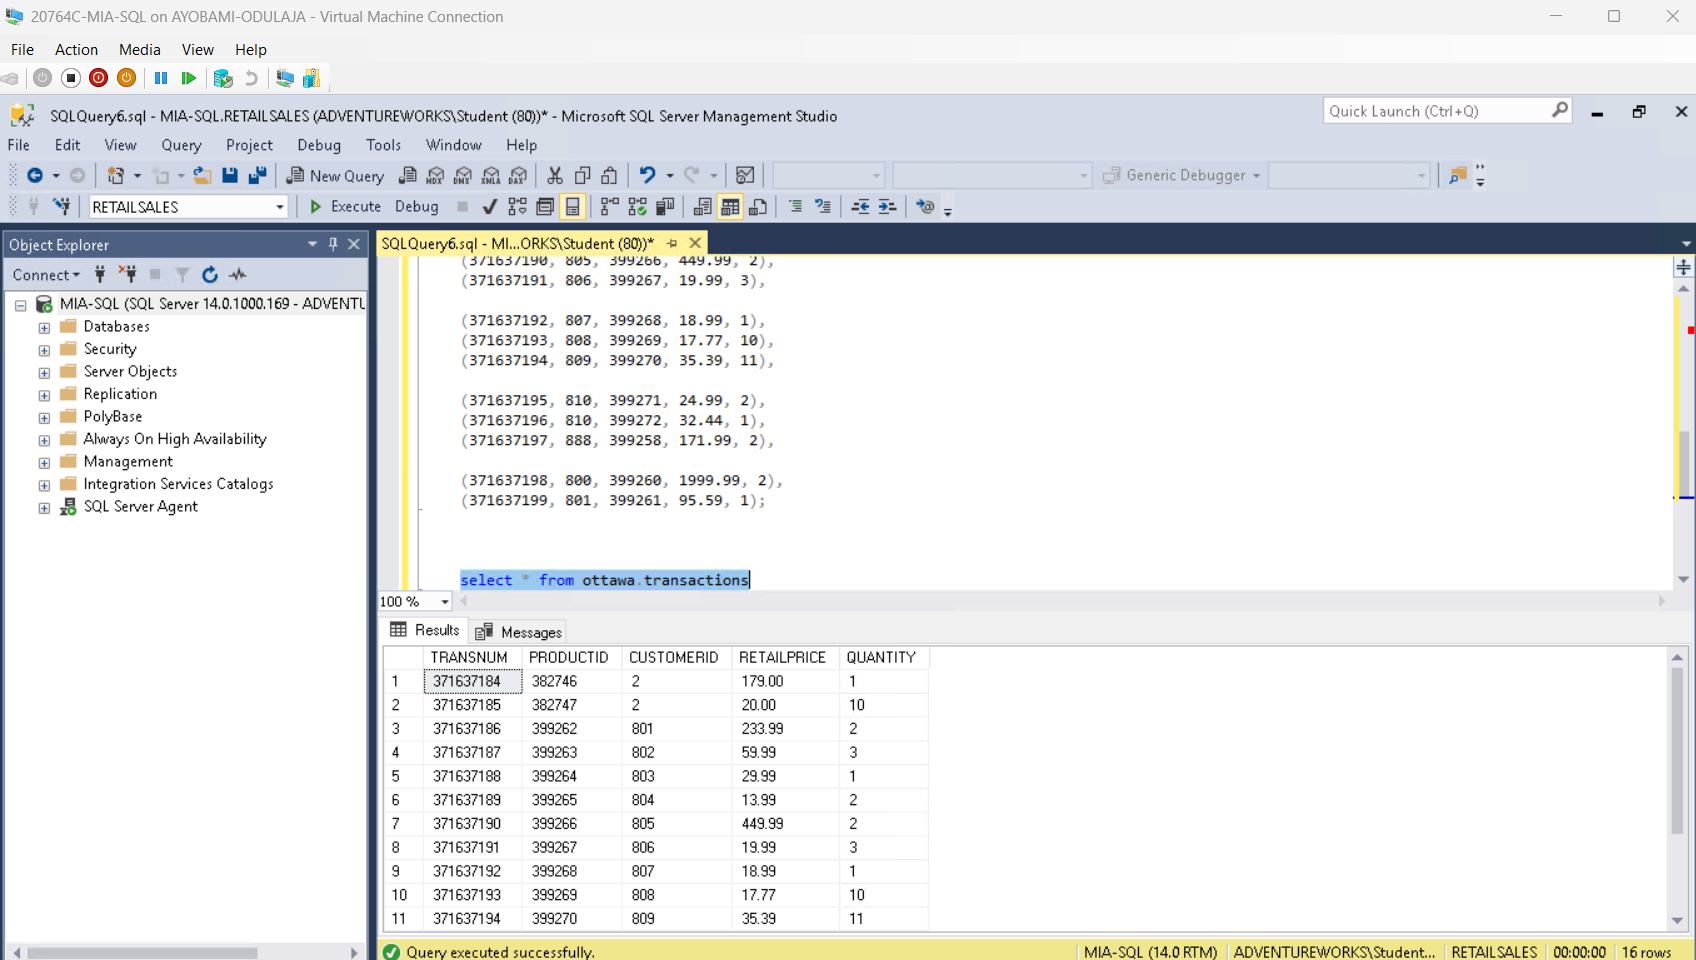 20764C-MIA-SQL on AYOBAMI-ODULAJA - Virtual Machine Connection
File Action Media View Help
SQLQuery6.sql - MIA-SQL.RETAILSALES (ADVENTUREWORKS\Student (80))* - Microsoft SQL Server Management Studio
Quick Launch (Ctrl+Q)
File Edit View Query Project Debug Tools Window Help
New Query MDX DMX XMLA DAX Generic Debugger
RETAILSALES Execute Debug
Object Explorer
SQLQuery6.sql - MI...ORKS\Student (80))*
Connect
MIA-SQL (SQL Server 14.0.1000.169 - ADVENTU
Databases
Security
Server Objects
Replication
PolyBase
Always On High Availability
Management
Integration Services Catalogs
SQL Server Agent
(371637190, 805, 399266, 449.99, 2),
(371637191, 806, 399267, 19.99, 3),
(371637192, 807, 399268, 18.99, 1),
(371637193, 808, 399269, 17.77, 10),
(371637194, 809, 399270, 35.39, 11),
(371637195, 810, 399271, 24.99, 2),
(371637196, 810, 399272, 32.44, 1),
(371637197, 888, 399258, 171.99, 2),
(371637198, 800, 399260, 1999.99, 2),
(371637199, 801, 399261, 95.59, 1);
select * from ottawa.transactions
100 %
Results Messages
TRANSNUM PRODUCTID CUSTOMERID RETAILPRICE QUANTITY
1 371637184 382746 2 179.00 1
2 371637185 382747 2 20.00 10
3 371637186 399262 801 233.99 2
4 371637187 399263 802 59.99 3
5 371637188 399264 803 29.99 1
6 371637189 399265 804 13.99 2
7 371637190 399266 805 449.99 2
8 371637191 399267 806 19.99 3
9 371637192 399268 807 18.99 1
10 371637193 399269 808 17.77 10
11 371637194 399270 809 35.39 11
Query executed successfully. MIA-SQL (14.0 RTM) ADVENTUREWORKS\Student... RETAILSALES 00:00:00 16 rows